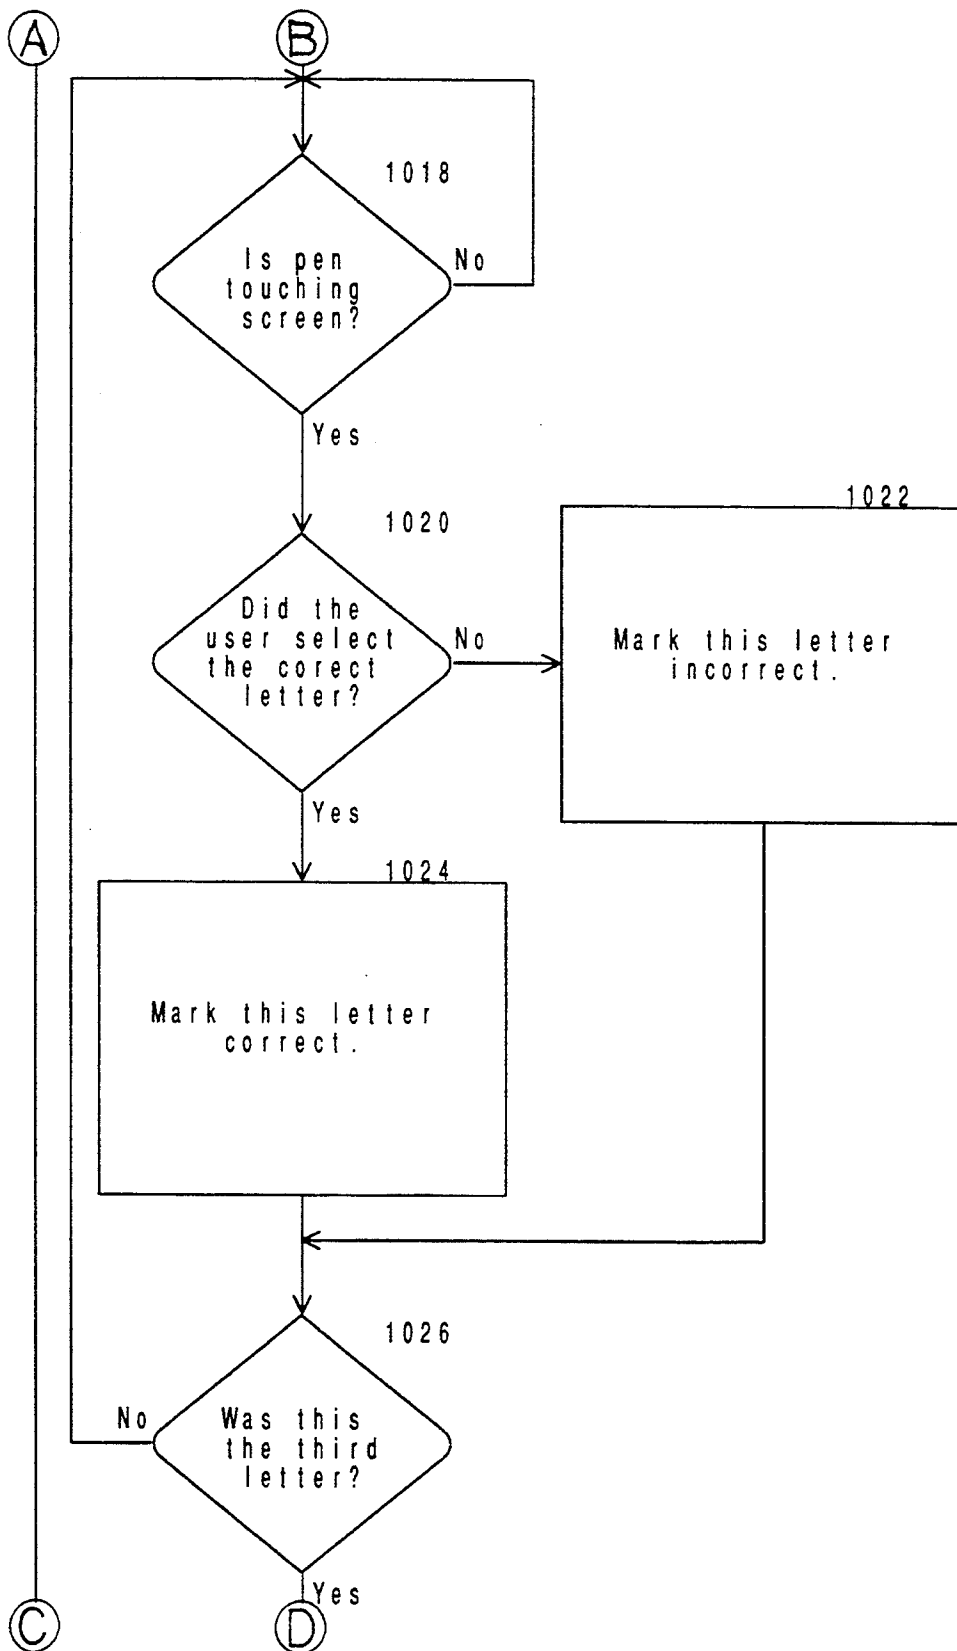 A
B
1018
Is pen
touching
screen?
No
Yes
1020
Did the
user select
the corect
letter?
No
1022
Mark this letter
incorrect.
Yes
1024
Mark this letter
correct.
1026
No
Was this
the third
letter?
Yes
C
D